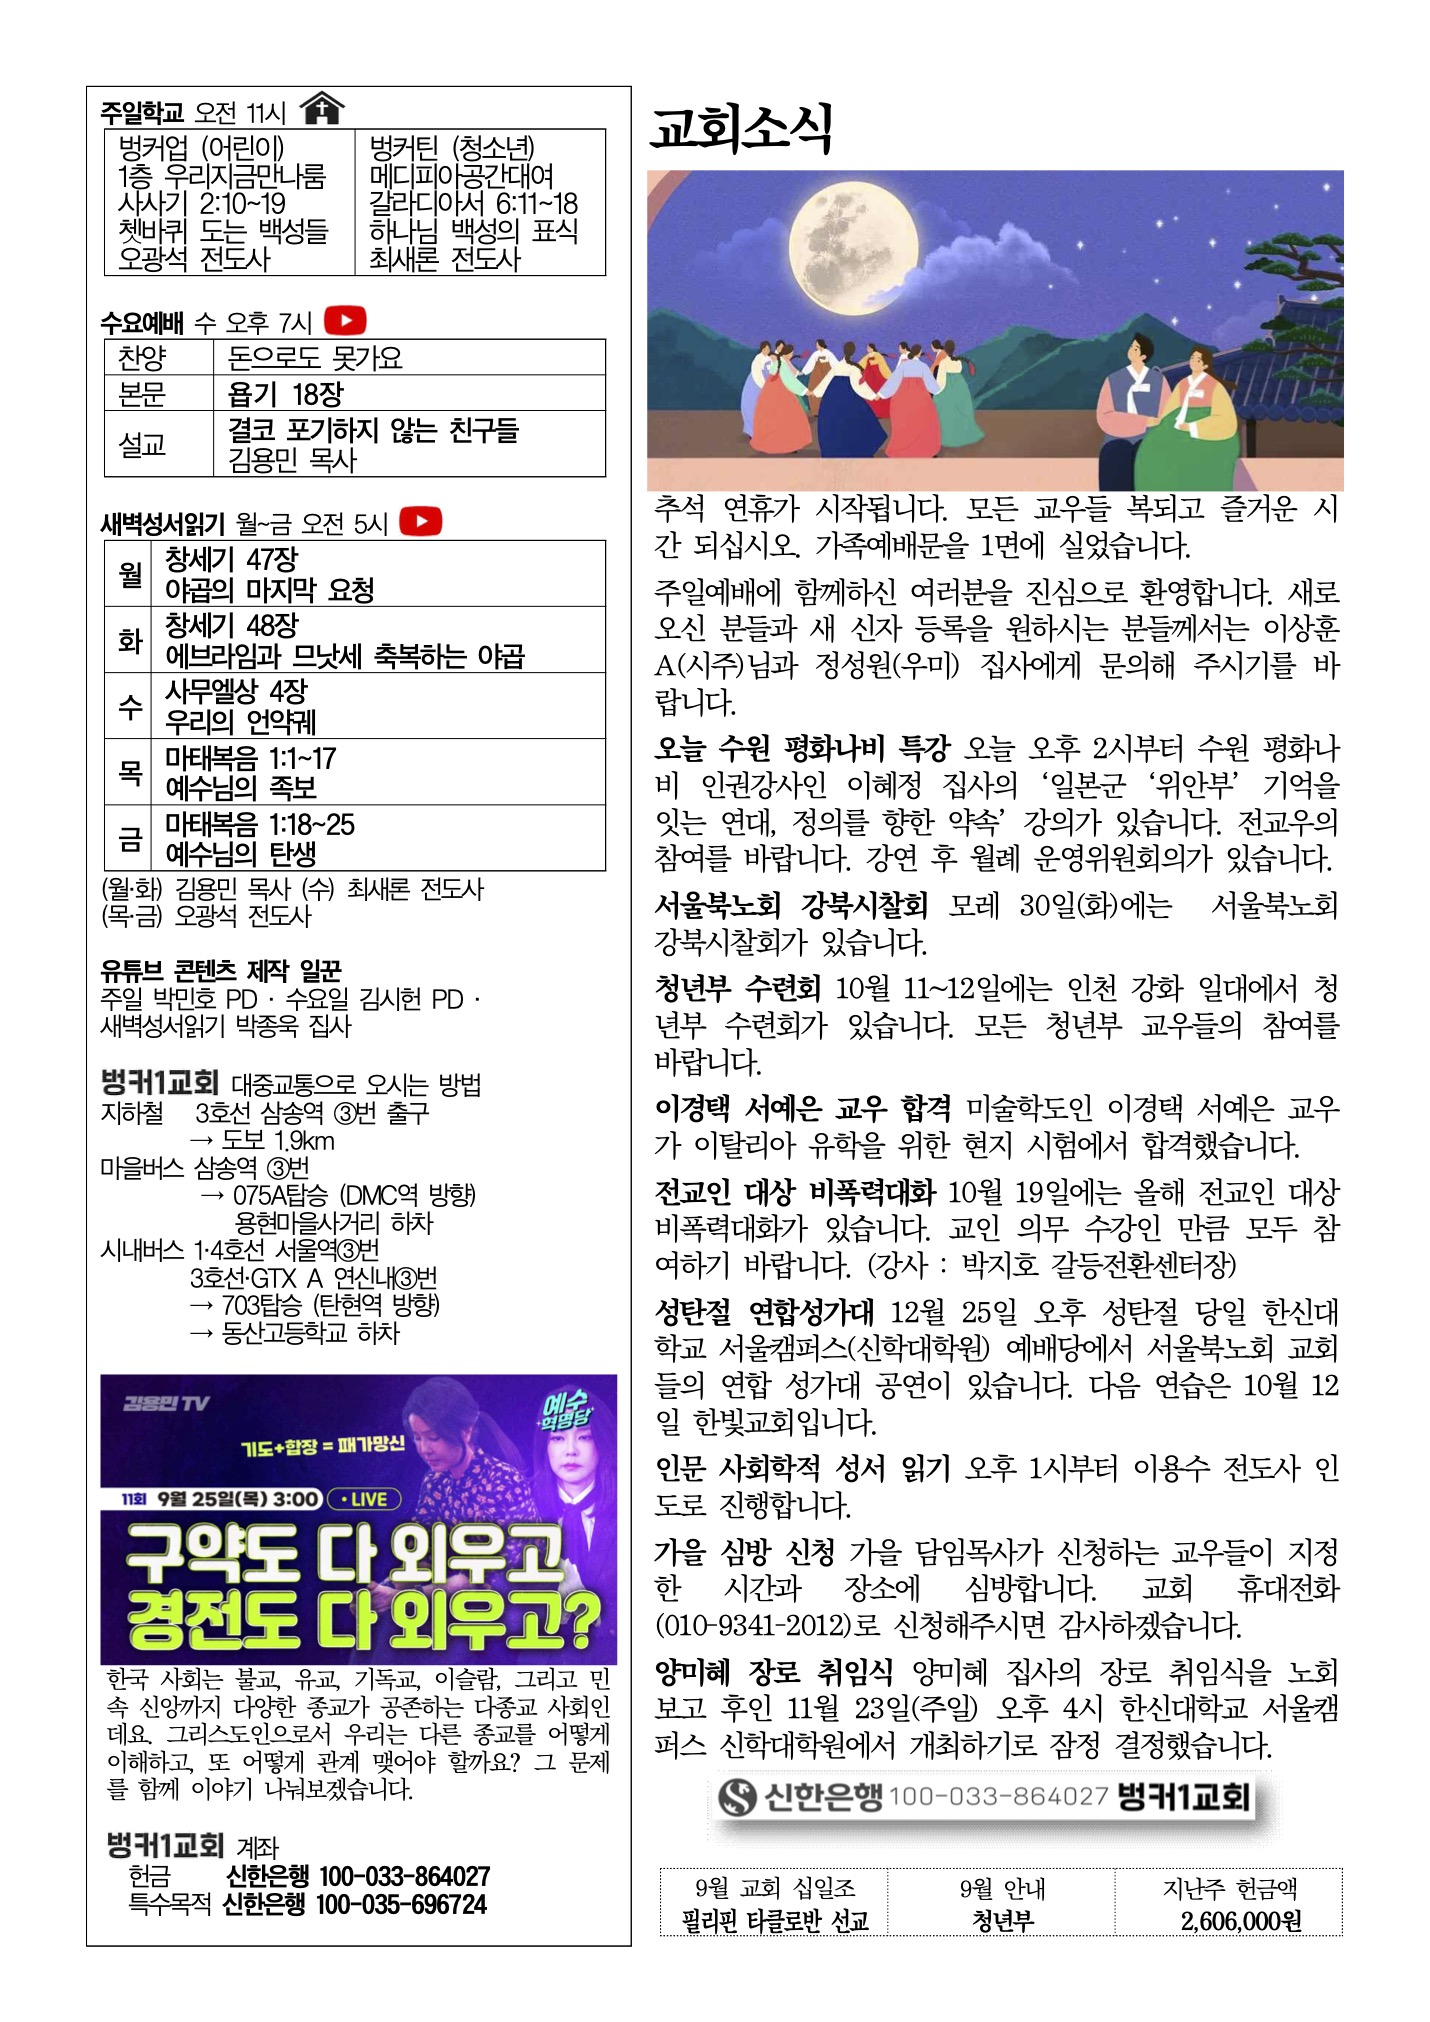 주일학교 오전 11시
벙커업 (어린이)
1층 우리지금만나룸
사사기 2:10~19
쳇바퀴 도는 백성들
오광석 전도사
벙커틴 (청소년)
메디피아공간대여
갈라디아서 6:11~18
하나님 백성의 표식
최새론 전도사
수요예배 수 오후 7시
찬양 돈으로도 못가요
본문 욥기 18장
설교 결코 포기하지 않는 친구들
김용민 목사
새벽성서읽기 월~금 오전 5시
월 창세기 47장
야곱의 마지막 요청
화 창세기 48장
에브라임과 므낫세 축복하는 야곱
수 사무엘상 4장
우리의 언약궤
목 마태복음 1:1~17
예수님의 족보
금 마태복음 1:18~25
예수님의 탄생
(월·화) 김용민 목사 (수) 최새론 전도사
(목·금) 오광석 전도사
유튜브 콘텐츠 제작 일꾼
주일 박민호 PD · 수요일 김시헌 PD ·
새벽성서읽기 박종욱 집사
벙커1교회 대중교통으로 오시는 방법
지하철 3호선 삼송역 ③번 출구
→ 도보 1.9km
마을버스 삼송역 ③번
→ 075A탑승 (DMC역 방향)
용현마을사거리 하차
시내버스 1·4호선 서울역③번
3호선·GTX A 연신내③번
→ 703탑승 (탄현역 방향)
→ 동산고등학교 하차
김용민TV
예수
혁명당
기도+합장 = 패가망신
11회 9월 25일(목) 3:00 • LIVE
구약도 다 외우고
경전도 다 외우고?
한국 사회는 불교, 유교, 기독교, 이슬람, 그리고 민
속 신앙까지 다양한 종교가 공존하는 다종교 사회인
데요. 그리스도인으로서 우리는 다른 종교를 어떻게
이해하고, 또 어떻게 관계 맺어야 할까요? 그 문제
를 함께 이야기 나눠보겠습니다.
벙커1교회 계좌
헌금 신한은행 100-033-864027
특수목적 신한은행 100-035-696724
교회소식
추석 연휴가 시작됩니다. 모든 교우들 복되고 즐거운 시
간 되십시오. 가족예배문을 1면에 실었습니다.
주일예배에 함께하신 여러분을 진심으로 환영합니다. 새로
오신 분들과 새 신자 등록을 원하시는 분들께서는 이상훈
A(시주)님과 정성원(우미) 집사에게 문의해 주시기를 바
랍니다.
오늘 수원 평화나비 특강 오늘 오후 2시부터 수원 평화나
비 인권강사인 이혜정 집사의 ‘일본군 ‘위안부’ 기억을
잇는 연대, 정의를 향한 약속’ 강의가 있습니다. 전교우의
참여를 바랍니다. 강연 후 월례 운영위원회의가 있습니다.
서울북노회 강북시찰회 모레 30일(화)에는 서울북노회
강북시찰회가 있습니다.
청년부 수련회 10월 11~12일에는 인천 강화 일대에서 청
년부 수련회가 있습니다. 모든 청년부 교우들의 참여를
바랍니다.
이경택 서예은 교우 합격 미술학도인 이경택 서예은 교우
가 이탈리아 유학을 위한 현지 시험에서 합격했습니다.
전교인 대상 비폭력대화 10월 19일에는 올해 전교인 대상
비폭력대화가 있습니다. 교인 의무 수강인 만큼 모두 참
여하기 바랍니다. (강사 : 박지호 갈등전환센터장)
성탄절 연합성가대 12월 25일 오후 성탄절 당일 한신대
학교 서울캠퍼스(신학대학원) 예배당에서 서울북노회 교회
들의 연합 성가대 공연이 있습니다. 다음 연습은 10월 12
일 한빛교회입니다.
인문 사회학적 성서 읽기 오후 1시부터 이용수 전도사 인
도로 진행합니다.
가을 심방 신청 가을 담임목사가 신청하는 교우들이 지정
한 시간과 장소에 심방합니다. 교회 휴대전화
(010-9341-2012)로 신청해주시면 감사하겠습니다.
양미혜 장로 취임식 양미혜 집사의 장로 취임식을 노회
보고 후인 11월 23일(주일) 오후 4시 한신대학교 서울캠
퍼스 신학대학원에서 개최하기로 잠정 결정했습니다.
신한은행 100-033-864027 벙커1교회
9월 교회 십일조
필리핀 타클로반 선교
9월 안내
청년부
지난주 헌금액
2,606,000원